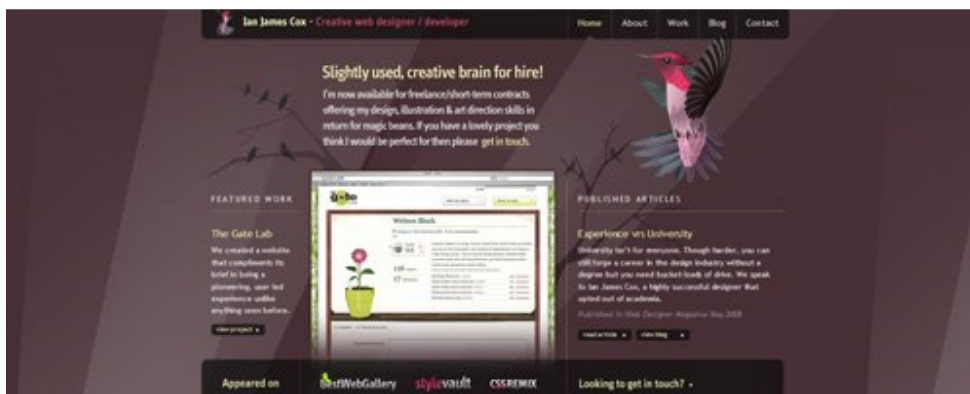 Ian James Cox - Creative web designer / developer
Home About Work Blog Contact
Slightly used, creative brain for hire!
I'm now available for freelance/short-term contracts
offering my design, illustration & art direction skills in
return for magic beans. If you have a lovely project you
think I would be perfect for then please get in touch.
FEATURED WORK
The Gate Lab
We created a website
that compliments its
brief in being a
pioneering, user led
experience unlike
anything seen before.
view project
Written Block
PUBLISHED ARTICLES
Experience vrs University
University isn't for everyone. Though harder, you can
still forge a career in the design industry without a
degree but you need bucket-loads of drive. We speak
to Ian James Cox, a highly successful designer that
opted out of academia.
Published in Web Designer Magazine May 2008
read article view blog
Appeared on
BestWebGallery
stylevault
CSSREMIX
Looking to get in touch?